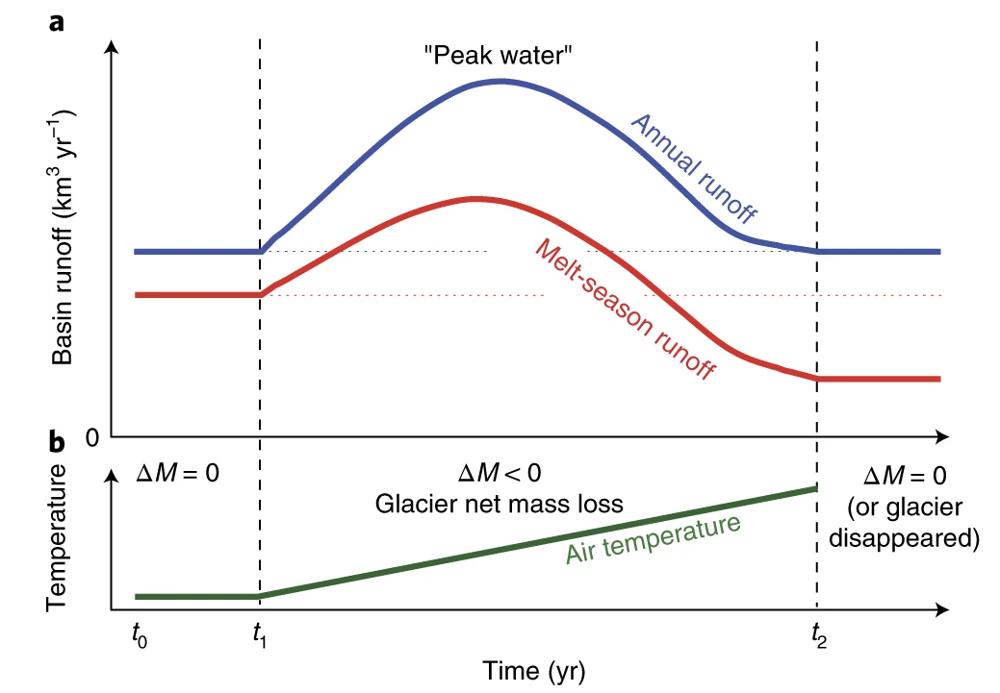 a
"Peak water"
Basin runoff (km³ yr⁻¹)
Annual runoff
Melt-season runoff
0
b
Temperature
ΔM = 0
ΔM < 0
Glacier net mass loss
Air temperature
ΔM = 0
(or glacier
disappeared)
t₀
t₁
t₂
Time (yr)